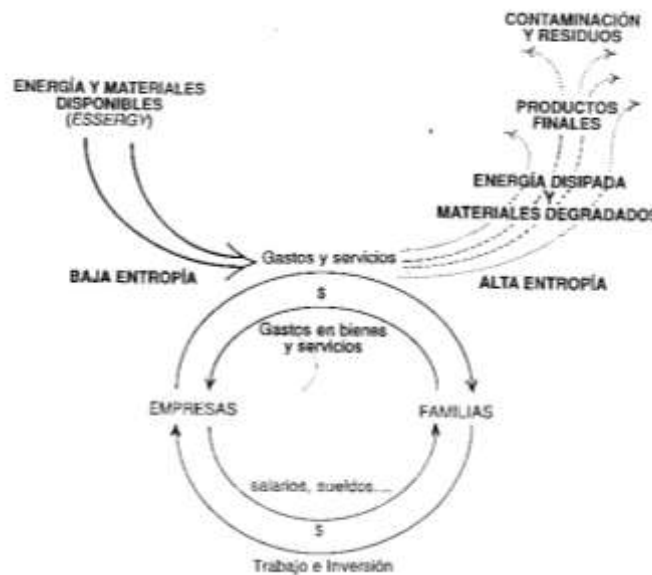 CONTAMINACIÓN
Y RESIDUOS
ENERGÍA Y MATERIALES
DISPONIBLES
(ESSERGY)
PRODUCTOS
FINALES
ENERGÍA DISIPADA
Y
MATERIALES DEGRADADOS
BAJA ENTROPÍA
Gastos y servicios
ALTA ENTROPÍA
$
Gastos en bienes
y servicios
EMPRESAS
FAMILIAS
salarios, sueldos....
$
Trabajo e Inversión